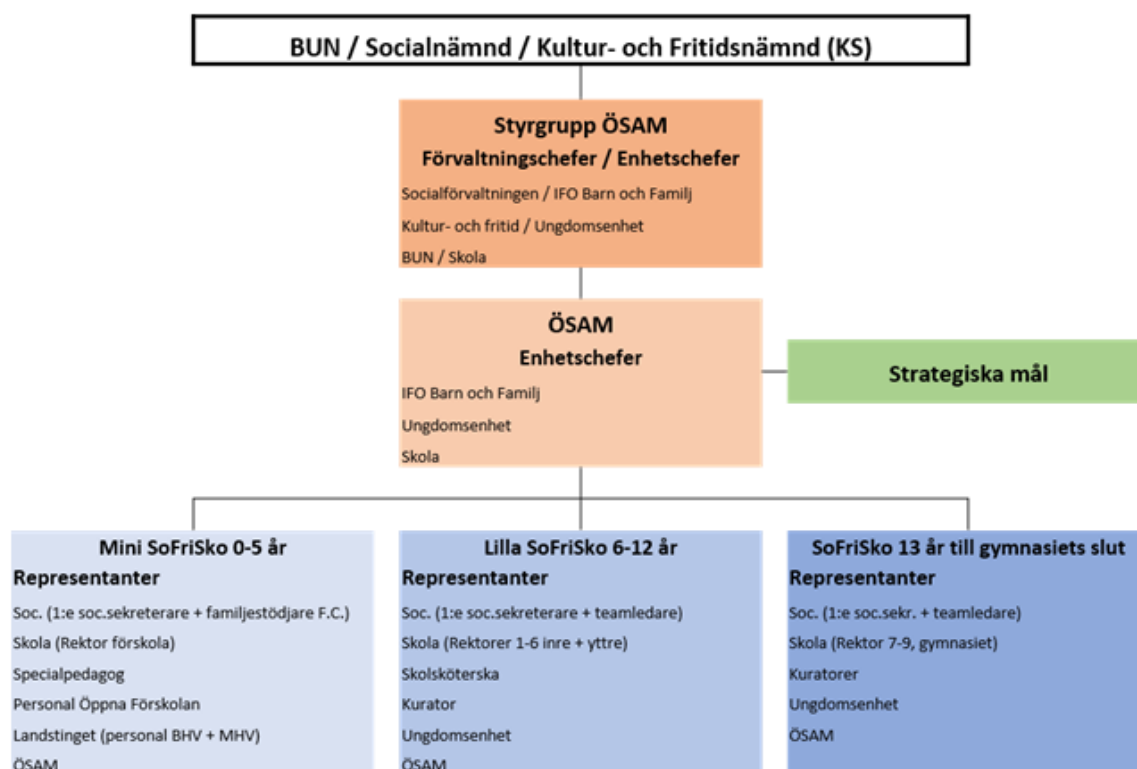 BUN / Socialnämnd / Kultur- och Fritidsnämnd (KS)
Styrgrupp ÖSAM
Förvaltningschefer / Enhetschefer
Socialförvaltningen / IFO Barn och Familj
Kultur- och fritid / Ungdomsenhet
BUN / Skola
ÖSAM
Enhetschefer
IFO Barn och Familj
Ungdomsenhet
Skola
Strategiska mål
Mini SoFriSko 0-5 år
Representanter
Soc. (1:e soc.sekreterare + familjestödjare F.C.)
Skola (Rektor förskola)
Specialpedagog
Personal Öppna Förskolan
Landstinget (personal BHV + MHV)
ÖSAM
Lilla SoFriSko 6-12 år
Representanter
Soc. (1:e soc.sekreterare + teamledare)
Skola (Rektorer 1-6 inre + yttre)
Skolsköterska
Kurator
Ungdomsenhet
ÖSAM
SoFriSko 13 år till gymnasiets slut
Representanter
Soc. (1:e soc.sekr. + teamledare)
Skola (Rektor 7-9, gymnasiet)
Kuratorer
Ungdomsenhet
ÖSAM